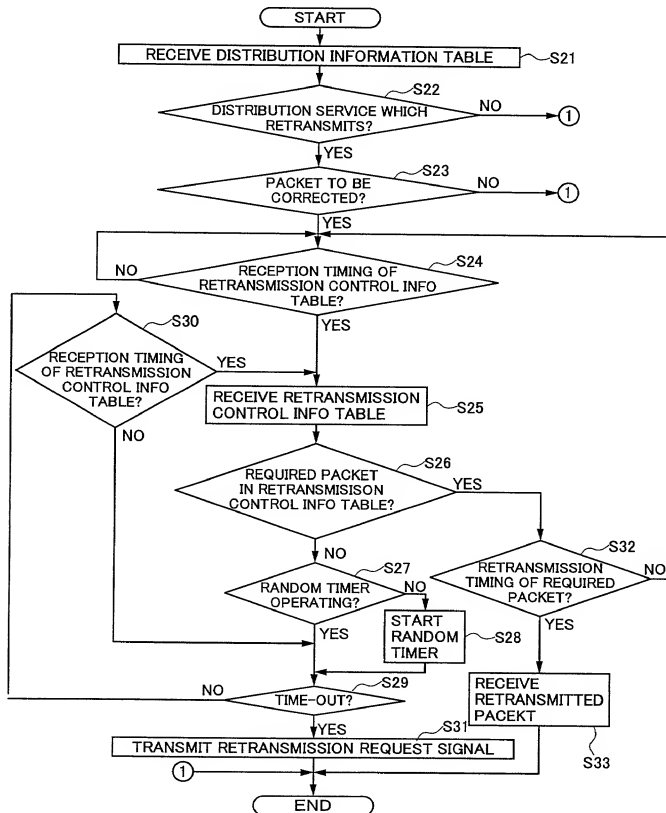 START
RECEIVE DISTRIBUTION INFORMATION TABLE
S21
S22
DISTRIBUTION SERVICE WHICH
RETRANSMITS?
NO
1
YES
S23
PACKET TO BE
CORRECTED?
NO
1
YES
S24
NO
RECEPTION TIMING OF
RETRANSMISSION CONTROL INFO
TABLE?
YES
S30
RECEPTION TIMING
OF RETRANSMISSION
CONTROL INFO
TABLE?
YES
NO
RECEIVE RETRANSMISSION
CONTROL INFO TABLE
S25
S26
REQUIRED PACKET
IN RETRANSMISISON
CONTROL INFO TABLE?
YES
NO
S32
RETRANSMISSION
TIMING OF REQUIRED
PACKET?
NO
YES
S27
RANDOM TIMER
OPERATING?
NO
YES
START
RANDOM
TIMER
S28
S29
NO
TIME-OUT?
YES
RECEIVE
RETRANSMITTED
PACEKT
S33
S31
TRANSMIT RETRANSMISSION REQUEST SIGNAL
1
END